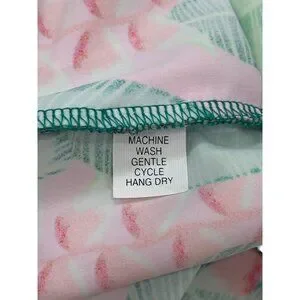 MACHINE
WASH
GENTLE
CYCLE
HANG DRY